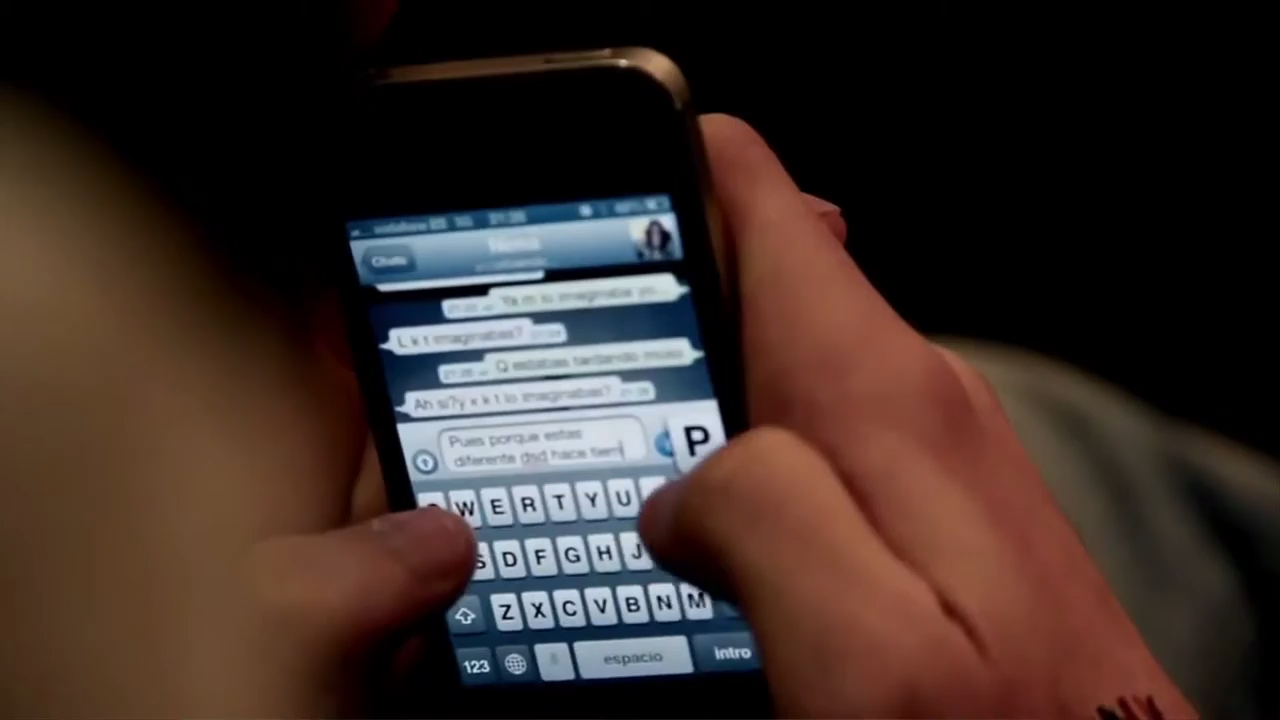 Chats
Ya m lo imaginaba yo...
L k t imaginabas?
Q estabas tardando muxo
Ah si?y x k t lo imaginabas?
Pues porque estas
diferente dsd hace tiem
P
W E R T Y U
S D F G H J
Z X C V B N M
123 espacio intro